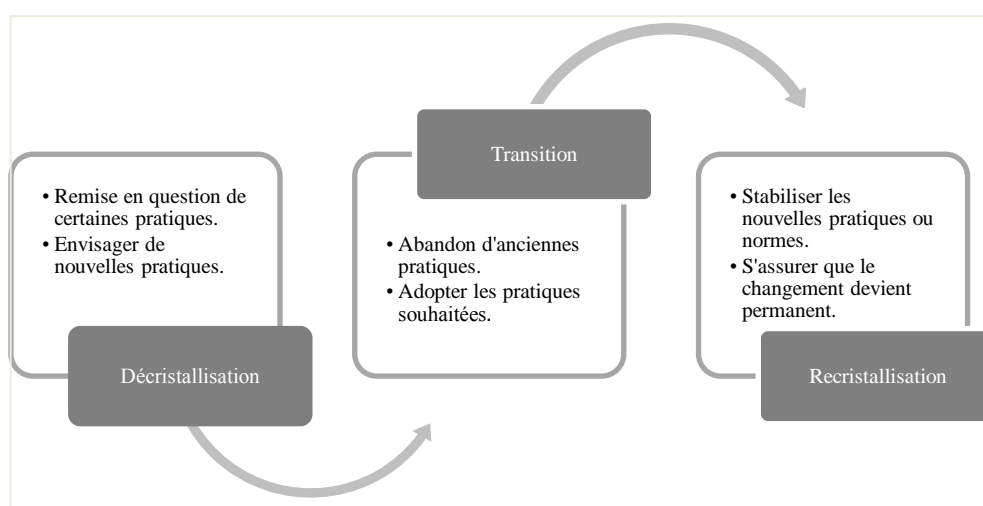 • Remise en question de
certaines pratiques.
• Envisager de
nouvelles pratiques.
Décristallisation
Transition
• Abandon d'anciennes
pratiques.
• Adopter les pratiques
souhaitées.
• Stabiliser les
nouvelles pratiques ou
normes.
• S'assurer que le
changement devient
permanent.
Recristallisation